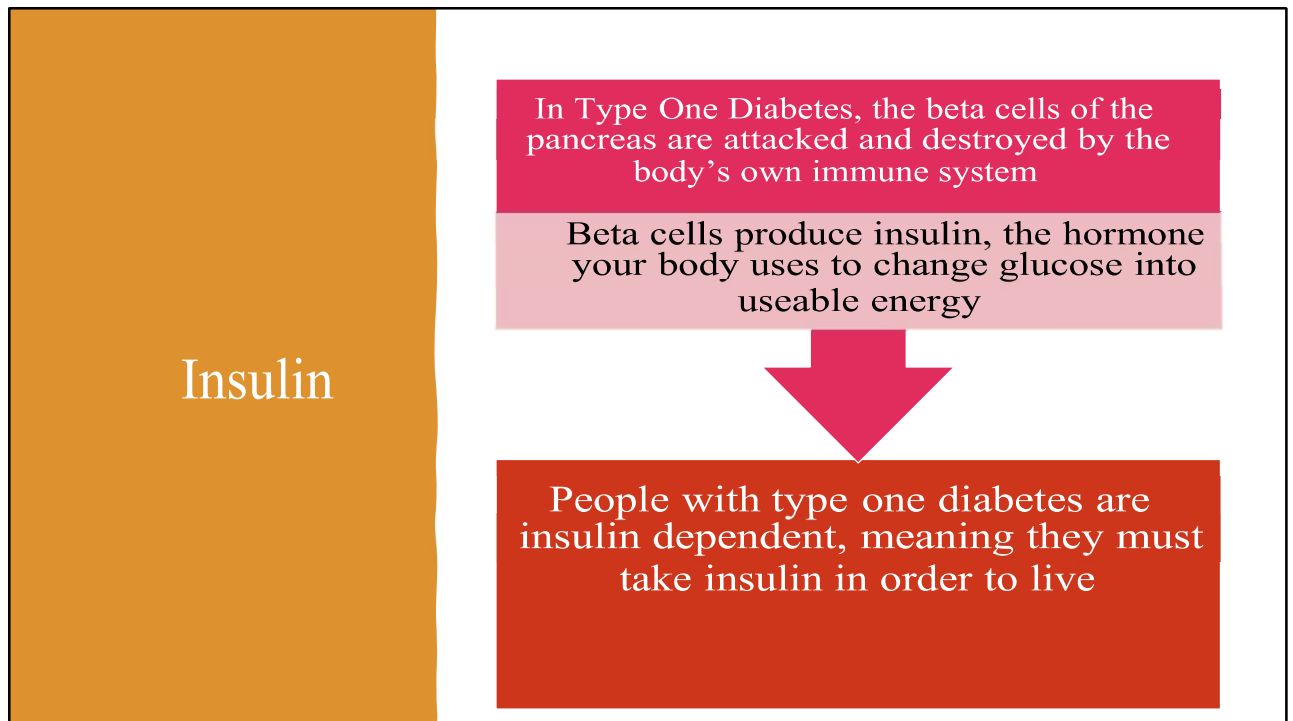 Insulin
In Type One Diabetes, the beta cells of the
pancreas are attacked and destroyed by the
body’s own immune system
Beta cells produce insulin, the hormone
your body uses to change glucose into
useable energy
People with type one diabetes are
insulin dependent, meaning they must
take insulin in order to live